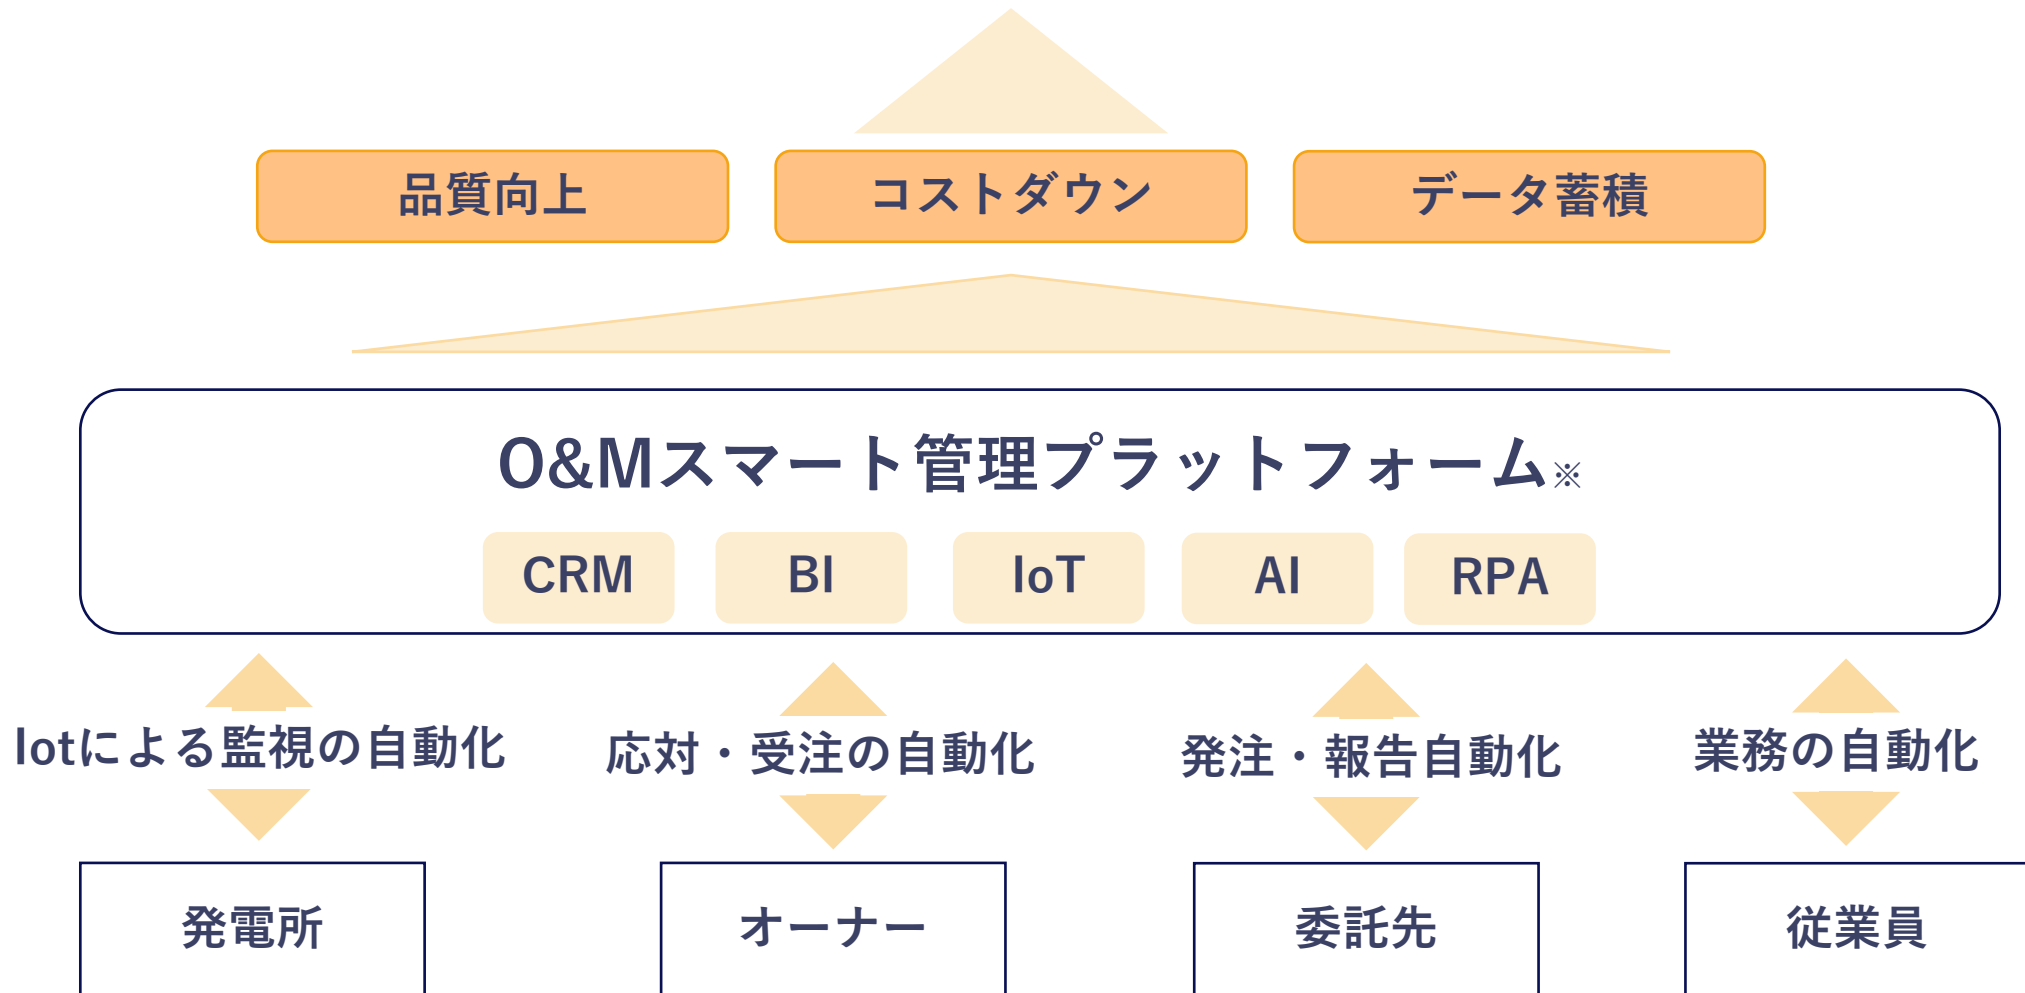 品質向上
コストダウン
データ蓄積
O&Mスマート管理プラットフォーム※
CRM
BI
IoT
AI
RPA
Iotによる監視の自動化
応対・受注の自動化
発注・報告自動化
業務の自動化
発電所
オーナー
委託先
従業員